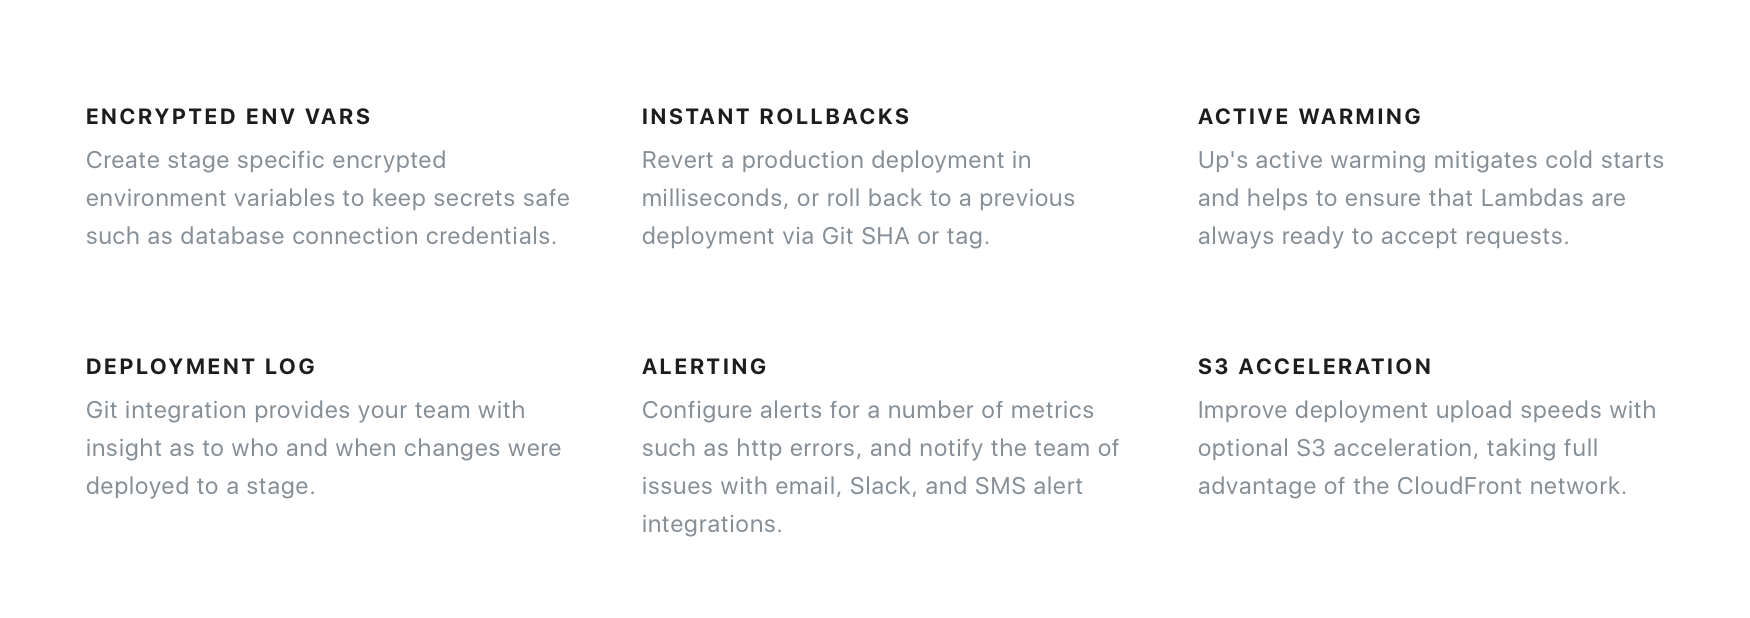 ENCRYPTED ENV VARS
Create stage specific encrypted
environment variables to keep secrets safe
such as database connection credentials.
INSTANT ROLLBACKS
Revert a production deployment in
milliseconds, or roll back to a previous
deployment via Git SHA or tag.
ACTIVE WARMING
Up's active warming mitigates cold starts
and helps to ensure that Lambdas are
always ready to accept requests.
DEPLOYMENT LOG
Git integration provides your team with
insight as to who and when changes were
deployed to a stage.
ALERTING
Configure alerts for a number of metrics
such as http errors, and notify the team of
issues with email, Slack, and SMS alert
integrations.
S3 ACCELERATION
Improve deployment upload speeds with
optional S3 acceleration, taking full
advantage of the CloudFront network.